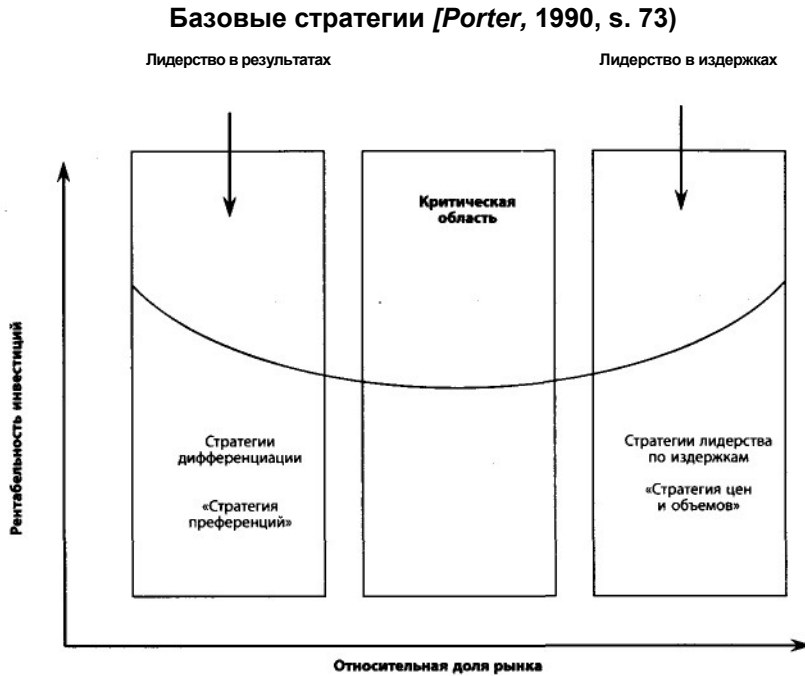 Базовые стратегии [Porter, 1990, s. 73)
Лидерство в результатах
Лидерство в издержках
Критическая
область
Рентабельность инвестиций
Стратегии
дифференциации
«Стратегия
преференций»
Стратегии лидерства
по издержкам
«Стратегия цен
и объемов»
Относительная доля рынка